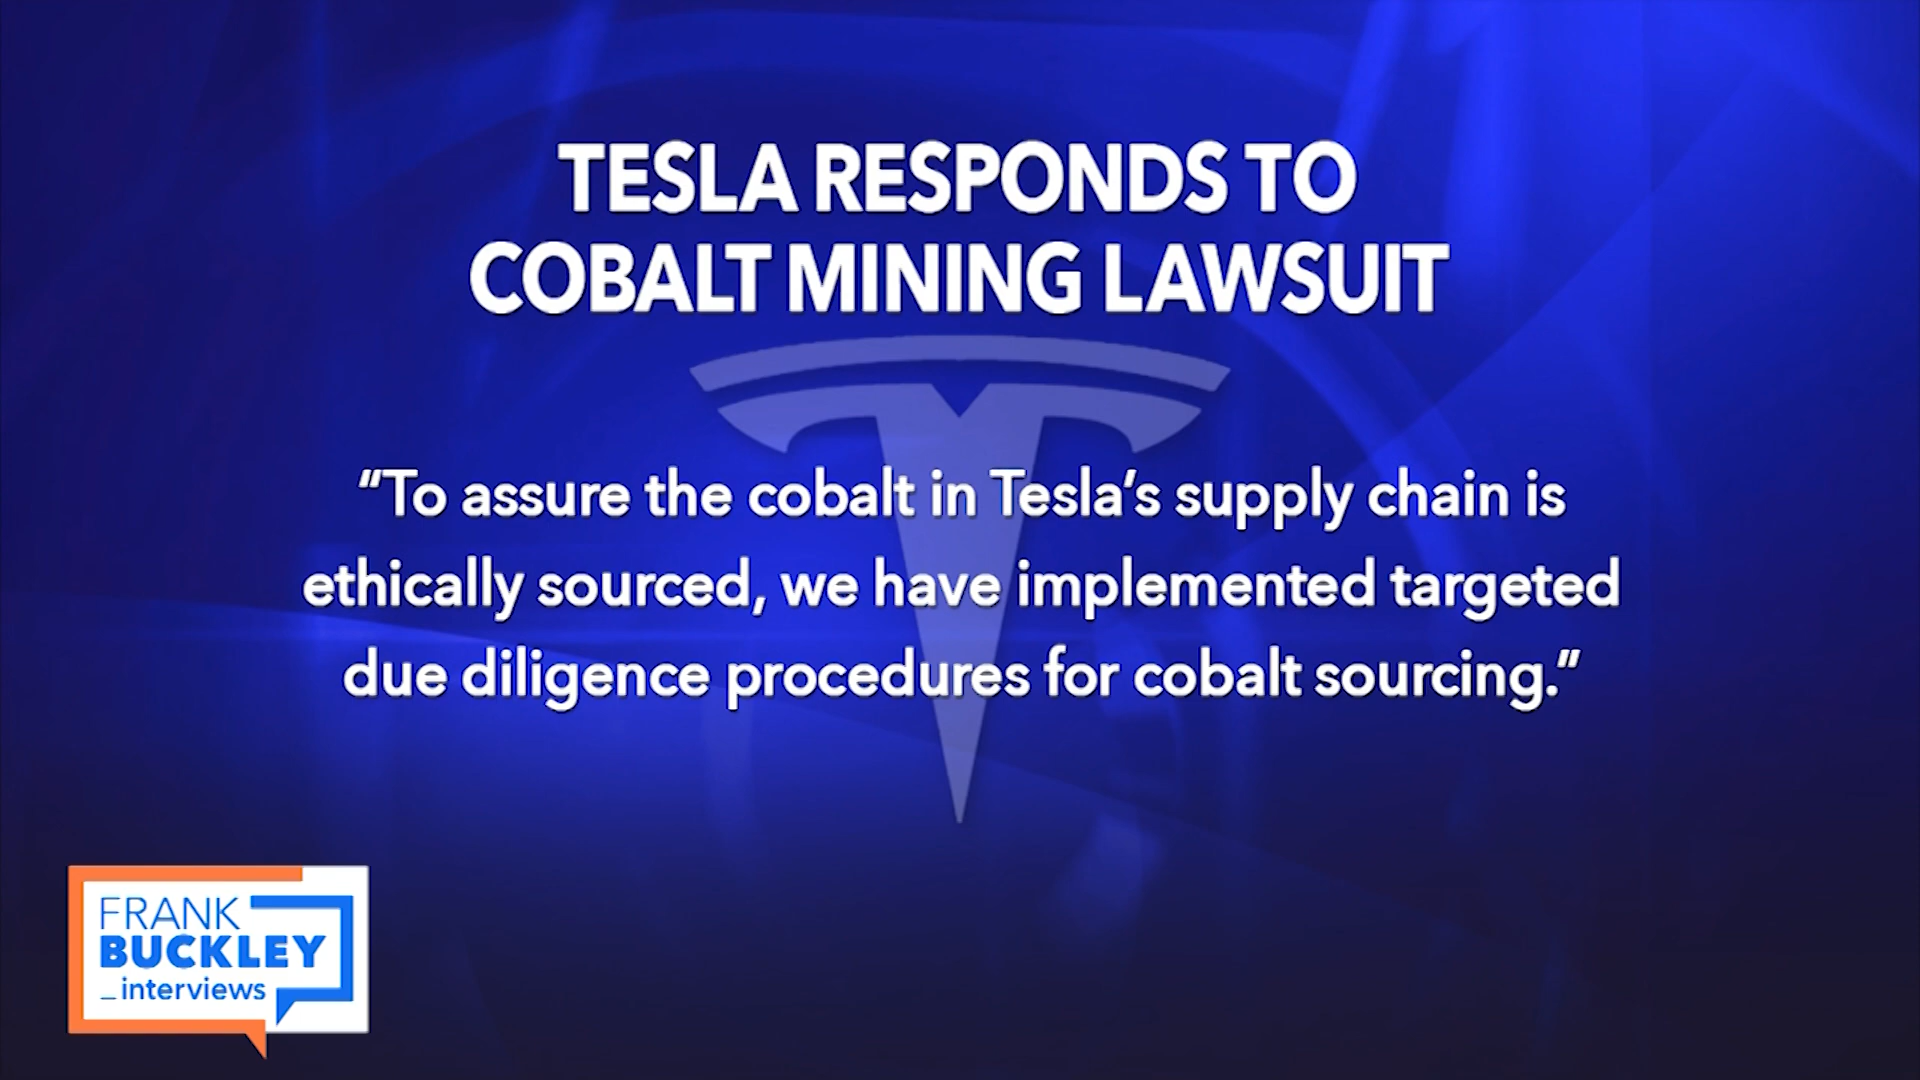 TESLA RESPONDS TO
COBALT MINING LAWSUIT
“To assure the cobalt in Tesla’s supply chain is
ethically sourced, we have implemented targeted
due diligence procedures for cobalt sourcing.”
FRANK
BUCKLEY
_interviews